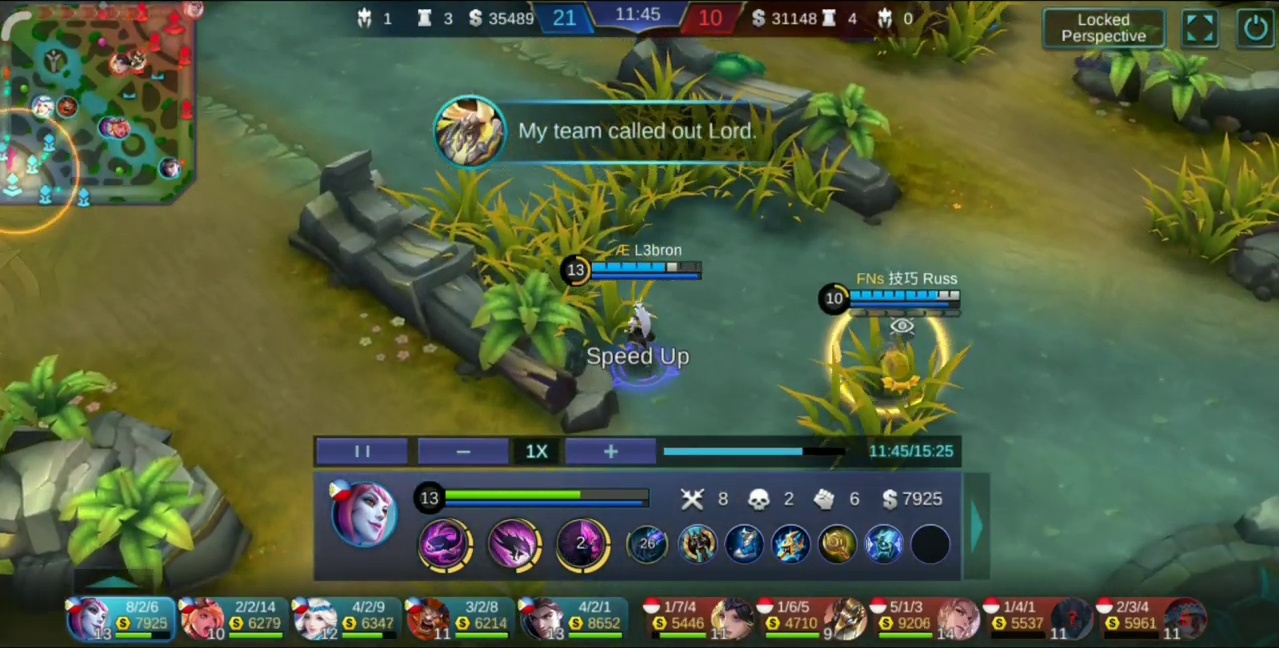 1 3 35489 21 11:45 10 31148 4 0
Locked
Perspective
My team called out Lord.
13 Æ L3bron
10 FNs 技巧 Russ
Speed Up
1X
11:45/15:25
13 8 2 6 $ 7925
2 26
8/2/6 2/2/14 4/2/9 3/2/8 4/2/1 1/7/4 1/6/5 5/1/3 1/4/1 2/3/4
7925 6279 6347 6214 8652 5446 4710 9206 5537 5961
13 10 12 11 13 11 9 14 11 11